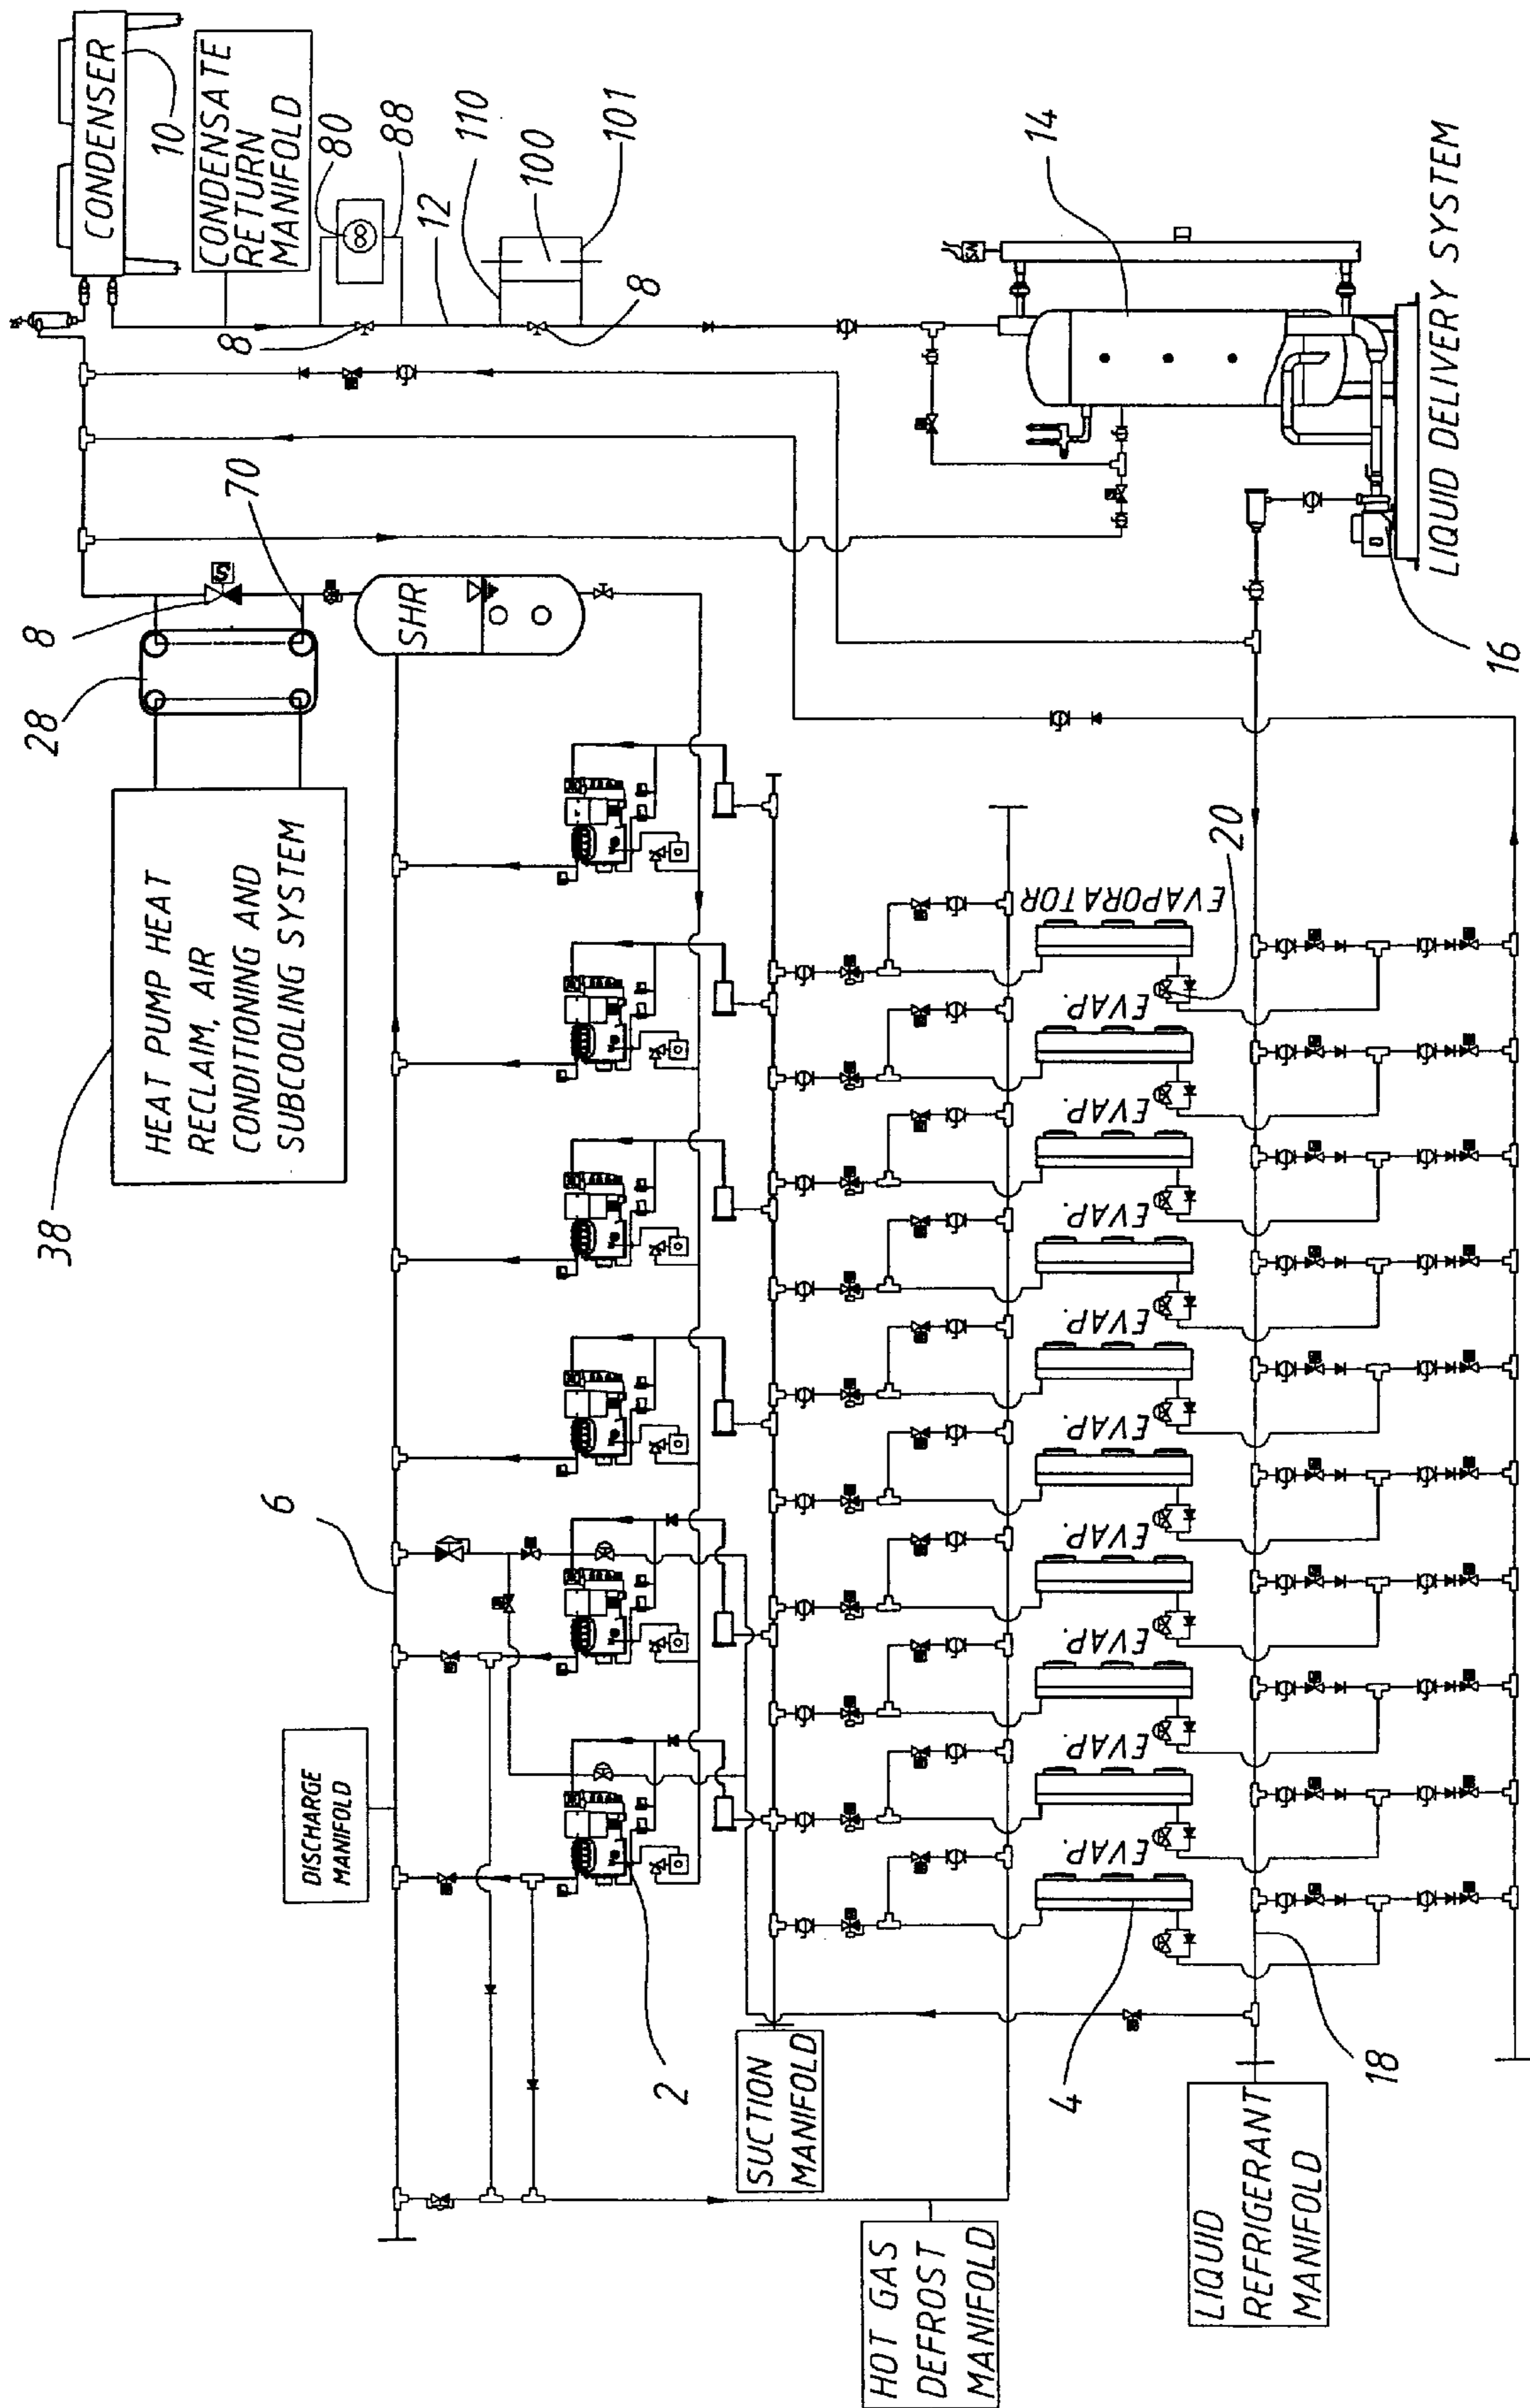 38
HEAT PUMP HEAT
RECLAIM, AIR
CONDITIONING AND
SUBCOOLING SYSTEM
28
8
S
70
CONDENSER
10
CONDENSATE
RETURN
MANIFOLD
80
88
8
12
110
100
101
8
SM
14
LIQUID DELIVERY SYSTEM
16
SHR
6
DISCHARGE
MANIFOLD
2
SUCTION
MANIFOLD
HOT GAS
DEFROST
MANIFOLD
LIQUID
REFRIGERANT
MANIFOLD
18
4
EVAP.
EVAP.
EVAP.
EVAP.
EVAP.
EVAP.
EVAP.
EVAP.
EVAP.
EVAPORATOR
20